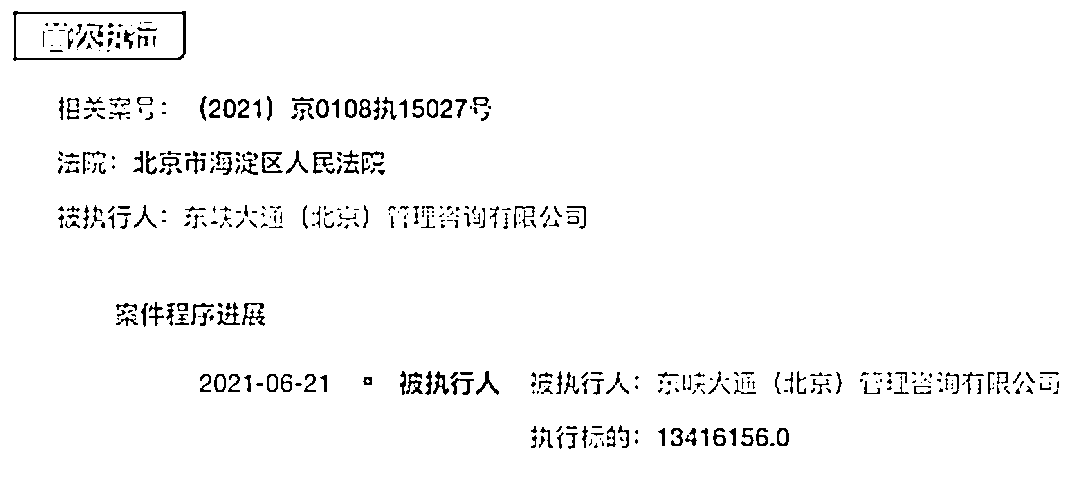 首次执行
相关案号：（2021）京0108执15027号
法院：北京市海淀区人民法院
被执行人：东峡大通（北京）管理咨询有限公司
案件程序进展
2021-06-21 被执行人 被执行人：东峡大通（北京）管理咨询有限公司
执行标的：13416156.0